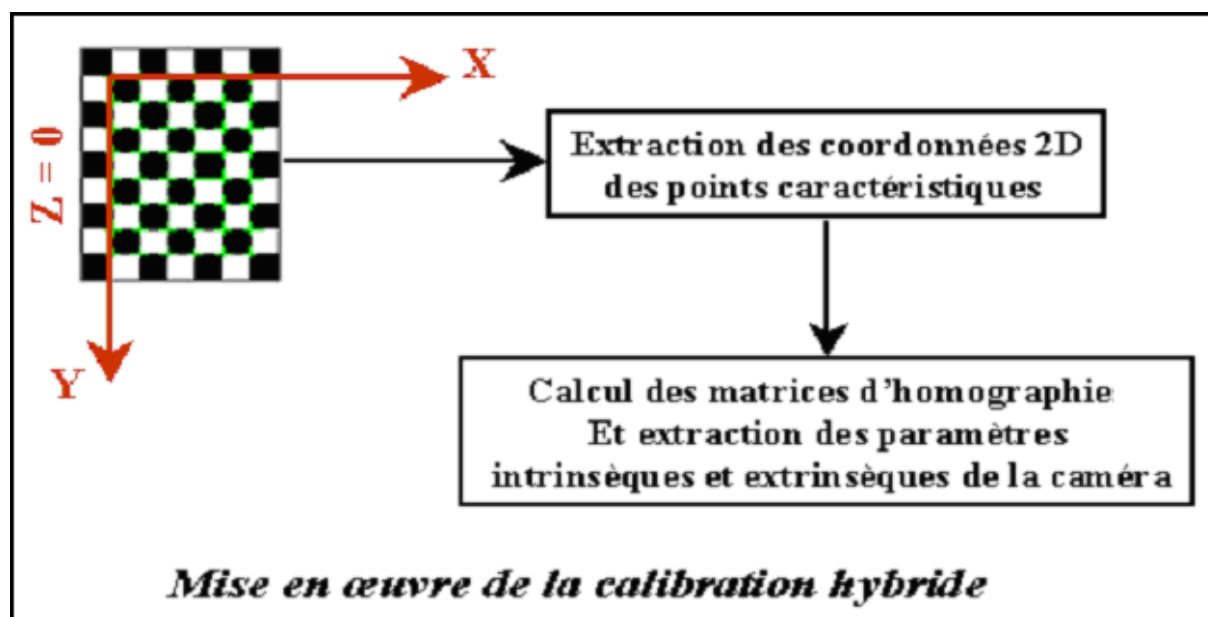 X
Z = 0
Y
Extraction des coordonnées 2D
des points caractéristiques
Calcul des matrices d'homographie
Et extraction des paramètres
intrinsèques et extrinsèques de la caméra
Mise en œuvre de la calibration hybride